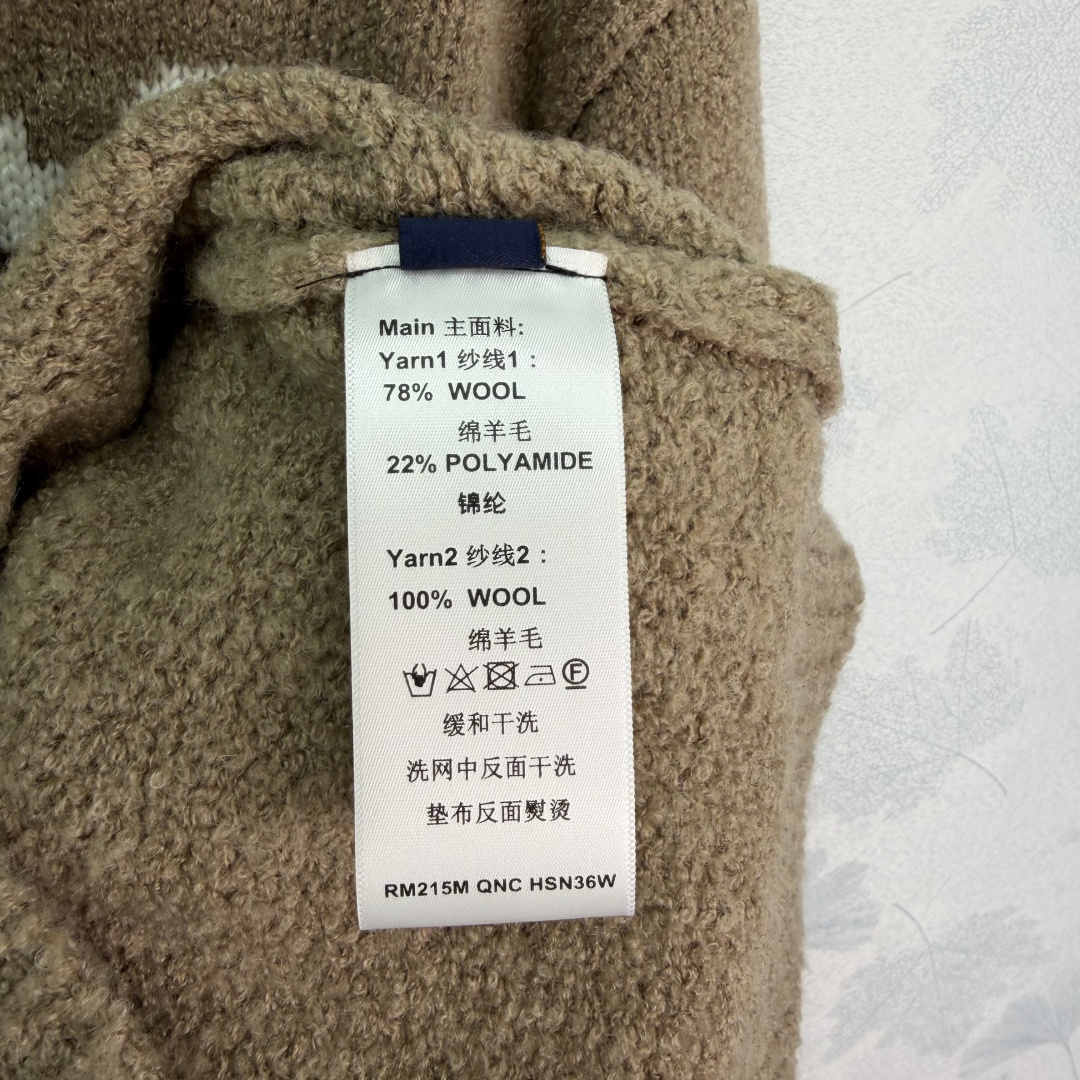 Main 主面料:
Yarn1 纱线1 :
78% WOOL
绵羊毛
22% POLYAMIDE
锦纶
Yarn2 纱线2 :
100% WOOL
绵羊毛
F
缓和干洗
洗网中反面干洗
垫布反面熨烫
RM215M QNC HSN36W